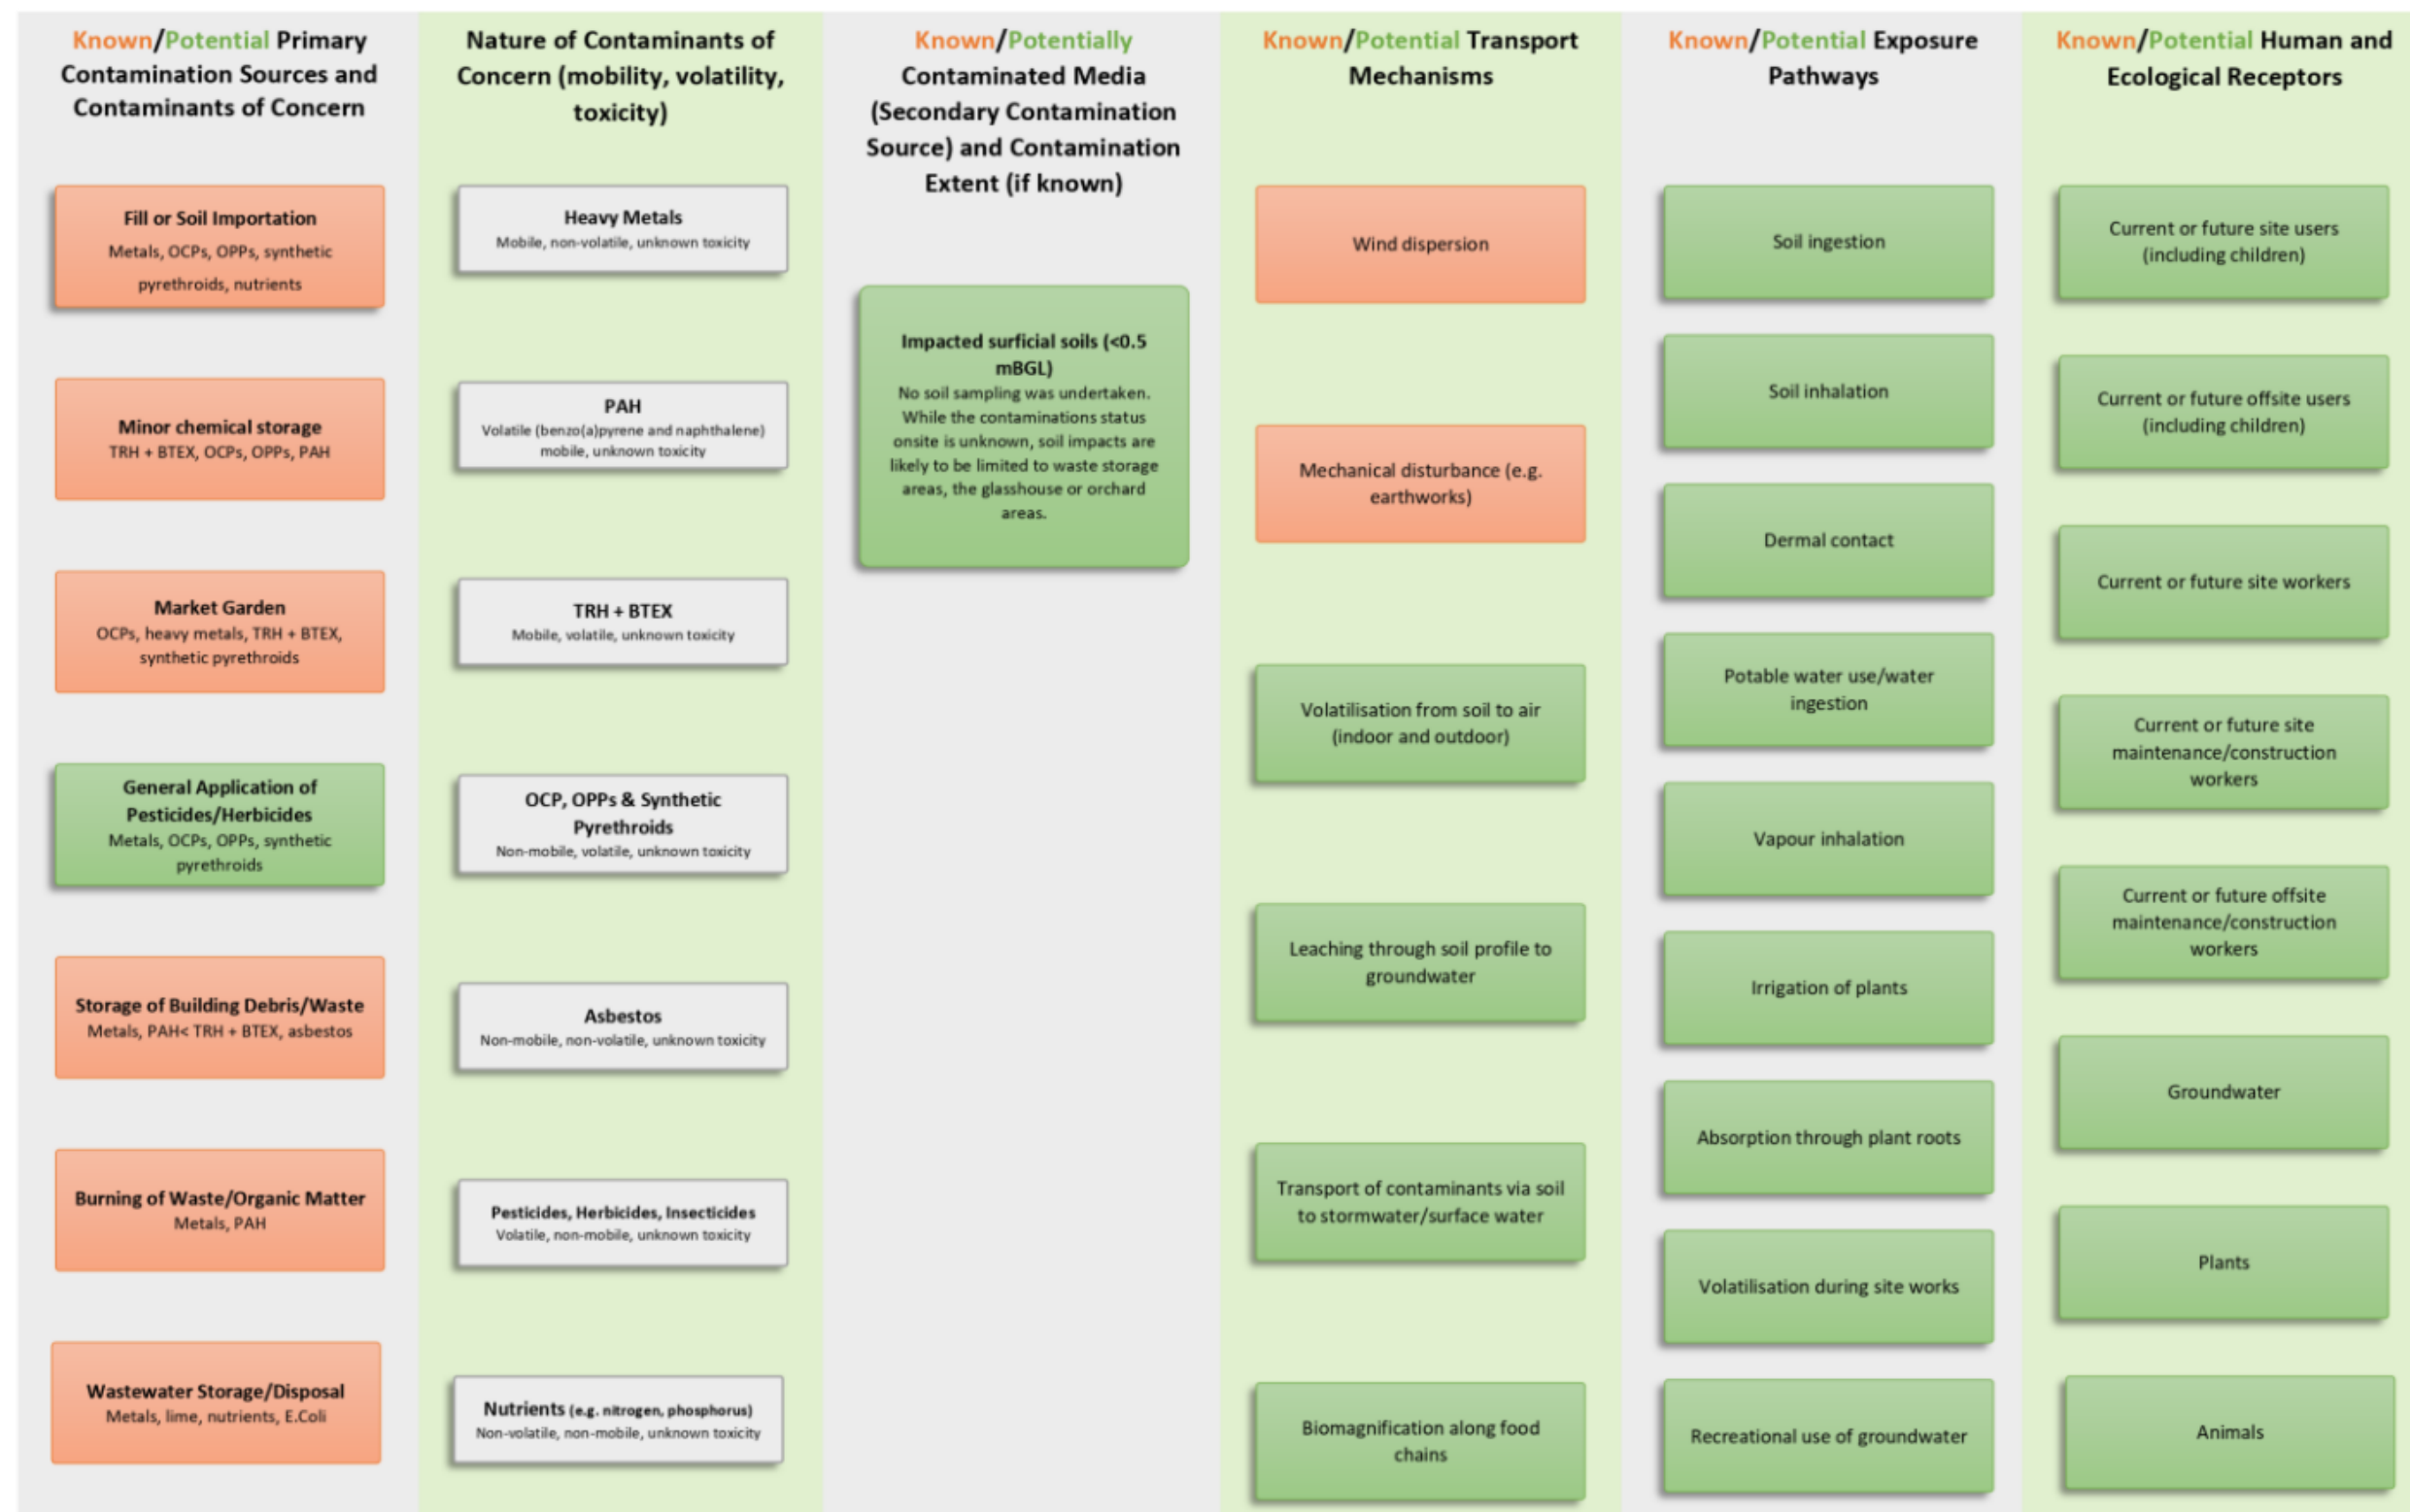 Known/Potential Primary
Contamination Sources and
Contaminants of Concern
Fill or Soil Importation
Metals, OCPs, OPPs, synthetic
pyrethroids, nutrients
Minor chemical storage
TRH + BTEX, OCPs, OPPs, PAH
Market Garden
OCPs, heavy metals, TRH + BTEX,
synthetic pyrethroids
General Application of
Pesticides/Herbicides
Metals, OCPs, OPPs, synthetic
pyrethroids
Storage of Building Debris/Waste
Metals, PAH< TRH + BTEX, asbestos
Burning of Waste/Organic Matter
Metals, PAH
Wastewater Storage/Disposal
Metals, lime, nutrients, E.Coli
Nature of Contaminants of
Concern (mobility, volatility,
toxicity)
Heavy Metals
Mobile, non-volatile, unknown toxicity
PAH
Volatile (benzo(a)pyrene and naphthalene)
mobile, unknown toxicity
TRH + BTEX
Mobile, volatile, unknown toxicity
OCP, OPPs & Synthetic
Pyrethroids
Non-mobile, volatile, unknown toxicity
Asbestos
Non-mobile, non-volatile, unknown toxicity
Pesticides, Herbicides, Insecticides
Volatile, non-mobile, unknown toxicity
Nutrients (e.g. nitrogen, phosphorus)
Non-volatile, non-mobile, unknown toxicity
Known/Potentially
Contaminated Media
(Secondary Contamination
Source) and Contamination
Extent (if known)
Impacted surficial soils (<0.5
mBGL)
No soil sampling was undertaken.
While the contaminations status
onsite is unknown, soil impacts are
likely to be limited to waste storage
areas, the glasshouse or orchard
areas.
Known/Potential Transport
Mechanisms
Wind dispersion
Mechanical disturbance (e.g.
earthworks)
Volatilisation from soil to air
(indoor and outdoor)
Leaching through soil profile to
groundwater
Transport of contaminants via soil
to stormwater/surface water
Biomagnification along food
chains
Known/Potential Exposure
Pathways
Soil ingestion
Soil inhalation
Dermal contact
Potable water use/water
ingestion
Vapour inhalation
Irrigation of plants
Absorption through plant roots
Volatilisation during site works
Recreational use of groundwater
Known/Potential Human and
Ecological Receptors
Current or future site users
(including children)
Current or future offsite users
(including children)
Current or future site workers
Current or future site
maintenance/construction
workers
Current or future offsite
maintenance/construction
workers
Groundwater
Plants
Animals